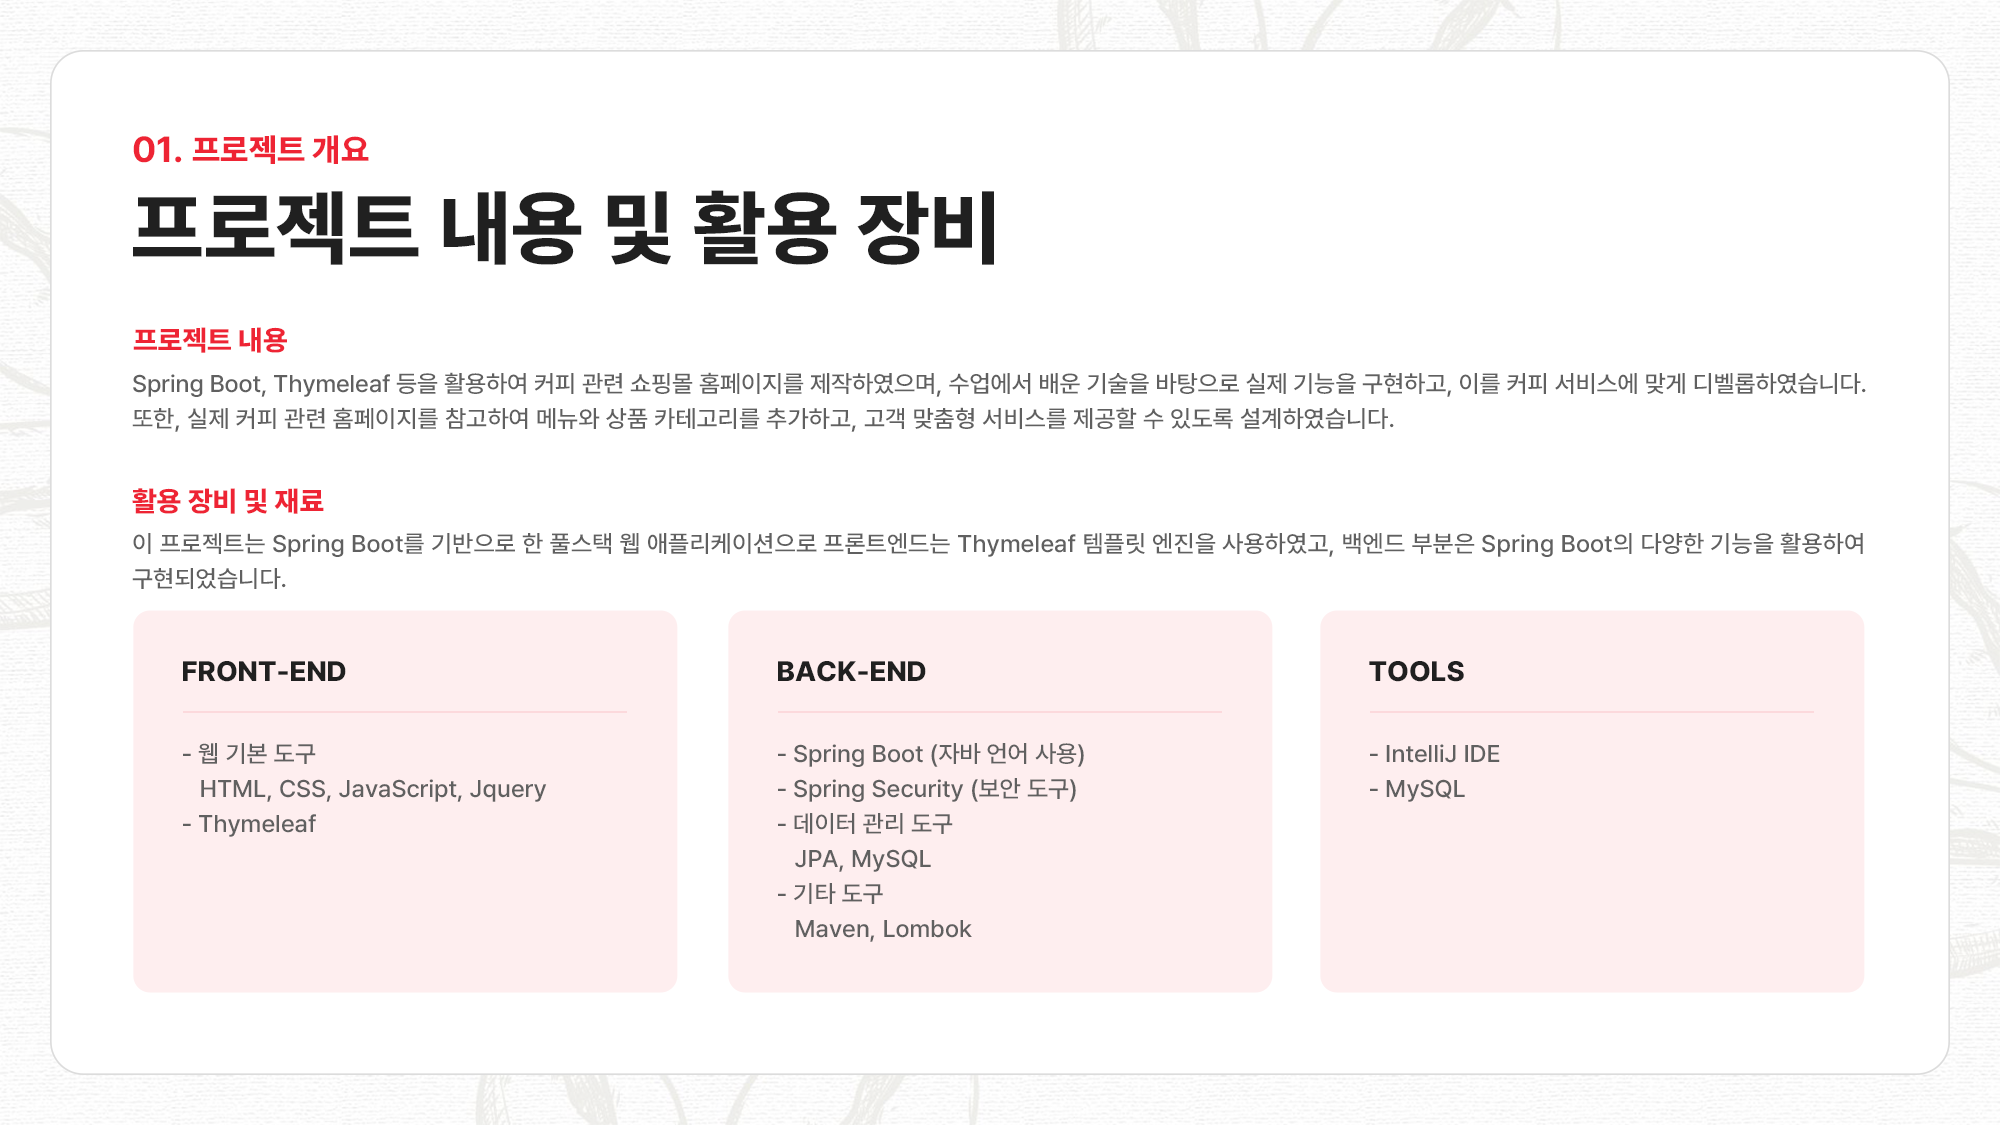 01. 프로젝트 개요
프로젝트 내용 및 활용 장비
프로젝트 내용
Spring Boot, Thymeleaf 등을 활용하여 커피 관련 쇼핑몰 홈페이지를 제작하였으며, 수업에서 배운 기술을 바탕으로 실제 기능을 구현하고, 이를 커피 서비스에 맞게 디벨롭하였습니다.
또한, 실제 커피 관련 홈페이지를 참고하여 메뉴와 상품 카테고리를 추가하고, 고객 맞춤형 서비스를 제공할 수 있도록 설계하였습니다.
활용 장비 및 재료
이 프로젝트는 Spring Boot를 기반으로 한 풀스택 웹 애플리케이션으로 프론트엔드는 Thymeleaf 템플릿 엔진을 사용하였고, 백엔드 부분은 Spring Boot의 다양한 기능을 활용하여
구현되었습니다.
FRONT-END
- 웹 기본 도구
HTML, CSS, JavaScript, Jquery
- Thymeleaf
BACK-END
- Spring Boot (자바 언어 사용)
- Spring Security (보안 도구)
- 데이터 관리 도구
JPA, MySQL
- 기타 도구
Maven, Lombok
TOOLS
- IntelliJ IDE
- MySQL